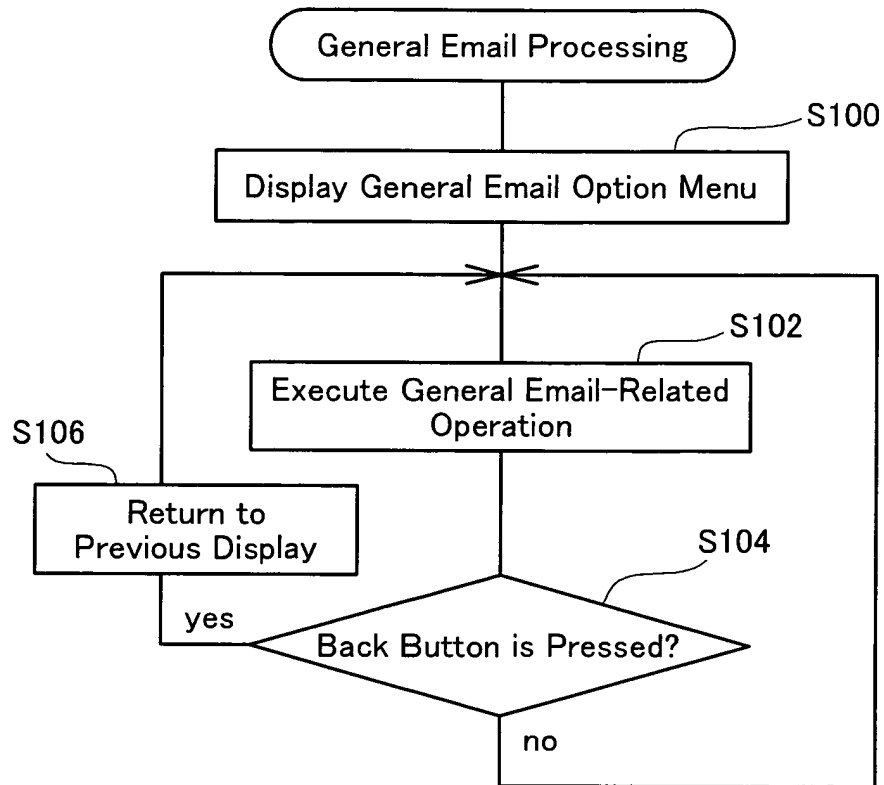 General Email Processing
S100
Display General Email Option Menu
S102
Execute General Email-Related
Operation
S106
Return to
Previous Display
S104
yes
Back Button is Pressed?
no